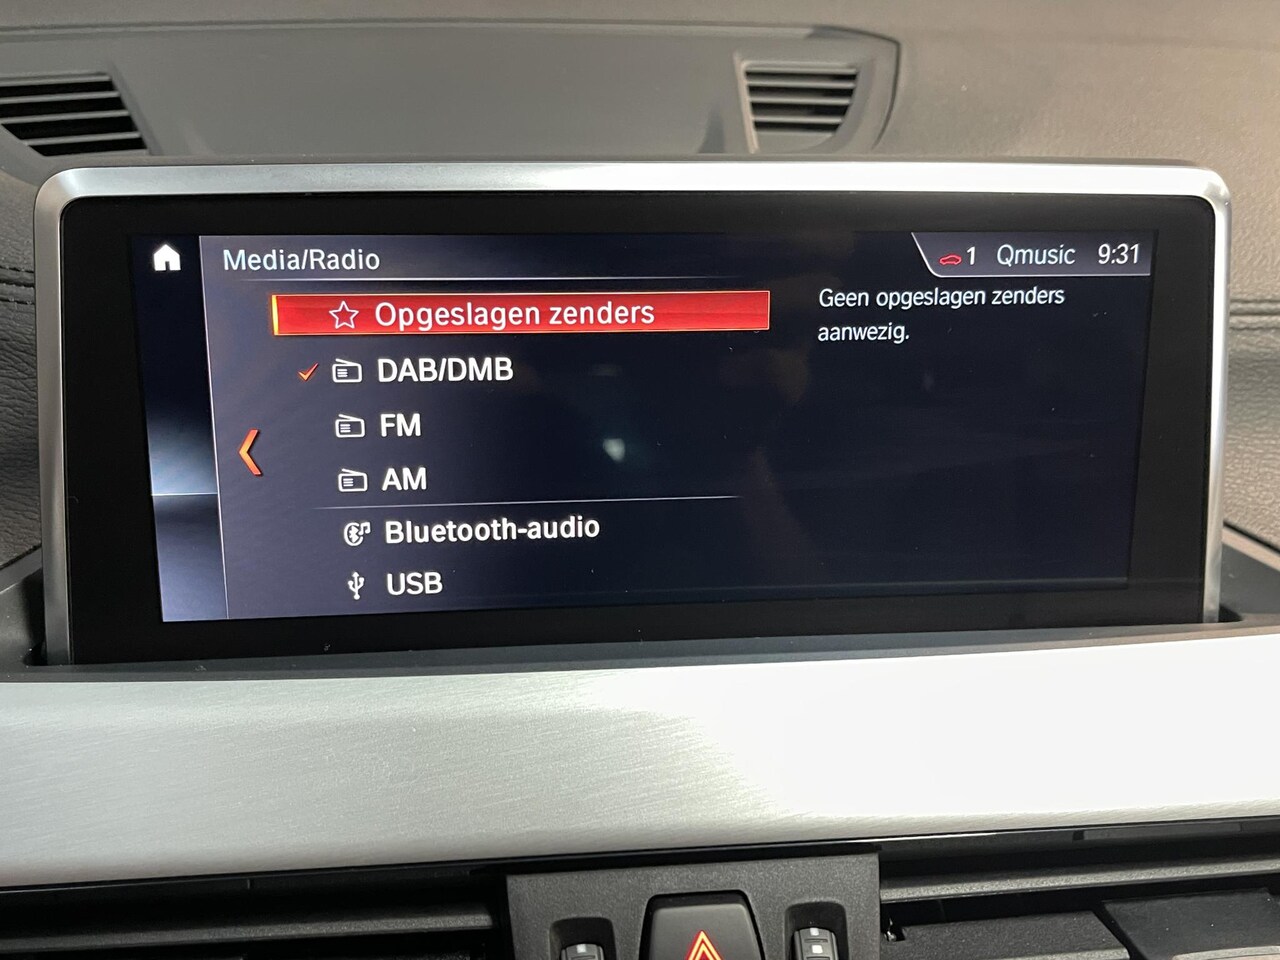 Media/Radio
1 Qmusic 9:31
Opgeslagen zenders
DAB/DMB
FM
AM
Bluetooth-audio
USB
Geen opgeslagen zenders
aanwezig.